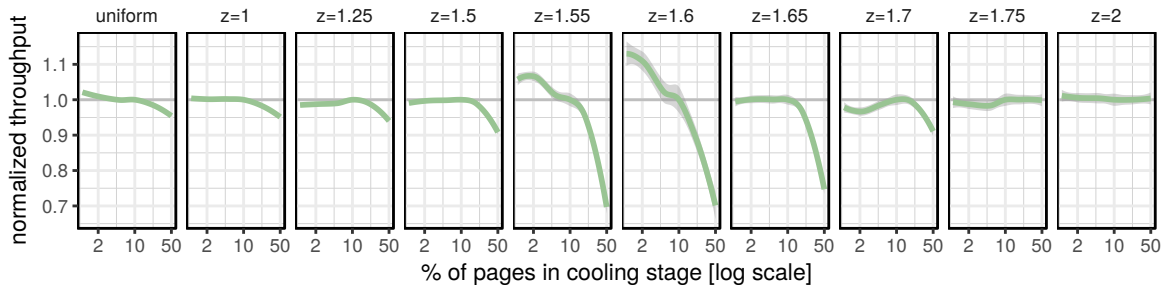 uniform z=1 z=1.25 z=1.5 z=1.55 z=1.6 z=1.65 z=1.7 z=1.75 z=2
normalized throughput
1.1
1.0
0.9
0.8
0.7
2 10 50 2 10 50 2 10 50 2 10 50 2 10 50 2 10 50 2 10 50 2 10 50 2 10 50 2 10 50
% of pages in cooling stage [log scale]